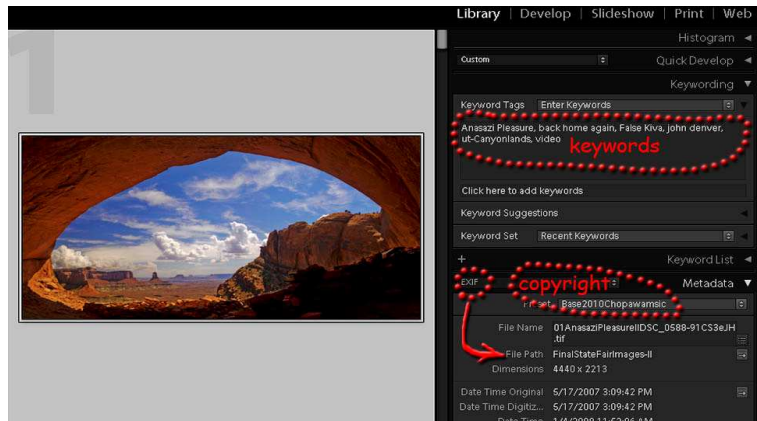 1
Library | Develop | Slideshow | Print | Web
Histogram
Custom
Quick Develop
Keywording
Keyword Tags Enter Keywords
Anasazi Pleasure, back home again, False Kiva, john denver,
ut-Canyonlands, video
keywords
Click here to add keywords
Keyword Suggestions
Keyword Set Recent Keywords
+ Keyword List
EXIF copyright Metadata
Base2010Chopawamsic
File Name 01AnasaziPleasureIIDSC_0588-91CS3eJH
.tif
File Path FinalStateFairImages-II
Dimensions 4440 x 2213
Date Time Original 5/17/2007 3:09:42 PM
Date Time Digitiz... 5/17/2007 3:09:42 PM
Date Time